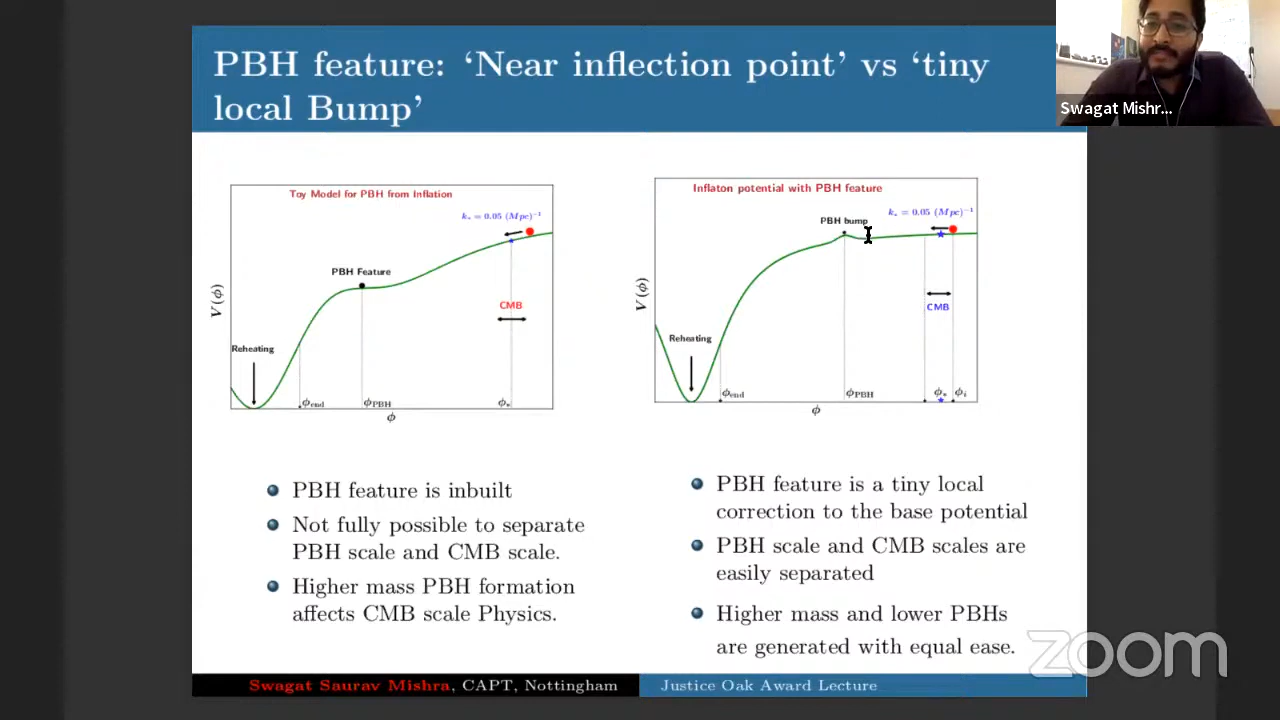 PBH feature: ‘Near inflection point’ vs ‘tiny
local Bump’
Swagat Mishr...
Toy Model for PBH from Inflation
k* = 0.05 (Mpc)⁻¹
PBH Feature
CMB
V(ϕ)
Reheating
ϕend
ϕPBH
ϕ*
ϕ
Inflaton potential with PBH feature
k* = 0.05 (Mpc)⁻¹
PBH bump
CMB
V(ϕ)
Reheating
ϕend
ϕPBH
ϕ*
ϕi
ϕ
PBH feature is inbuilt
Not fully possible to separate
PBH scale and CMB scale.
Higher mass PBH formation
affects CMB scale Physics.
PBH feature is a tiny local
correction to the base potential
PBH scale and CMB scales are
easily separated
Higher mass and lower PBHs
are generated with equal ease.
zoom
Swagat Saurav Mishra, CAPT, Nottingham
Justice Oak Award Lecture